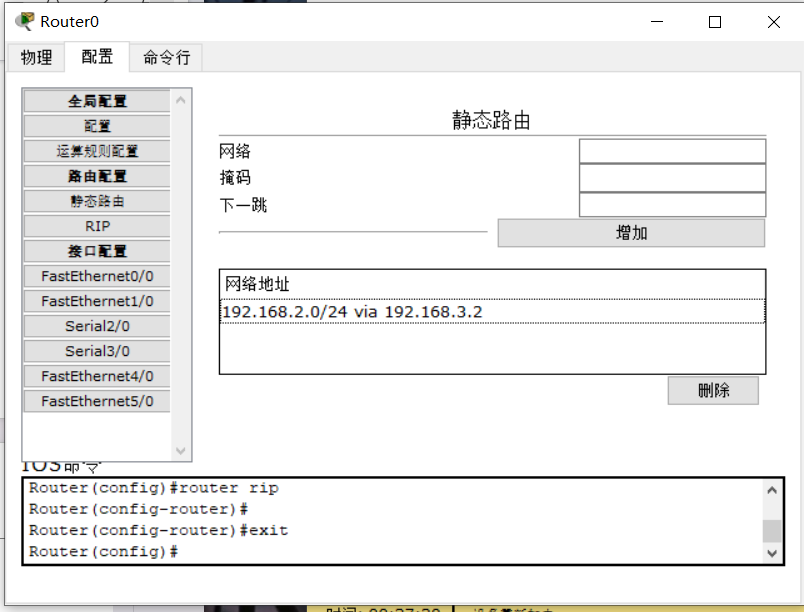 Router0
物理 配置 命令行
全局配置
配置
运算规则配置
路由配置
静态路由
RIP
接口配置
FastEthernet0/0
FastEthernet1/0
Serial2/0
Serial3/0
FastEthernet4/0
FastEthernet5/0
静态路由
网络
掩码
下一跳
增加
网络地址
192.168.2.0/24 via 192.168.3.2
删除
IOS命令
Router(config)#router rip
Router(config-router)#
Router(config-router)#exit
Router(config)#